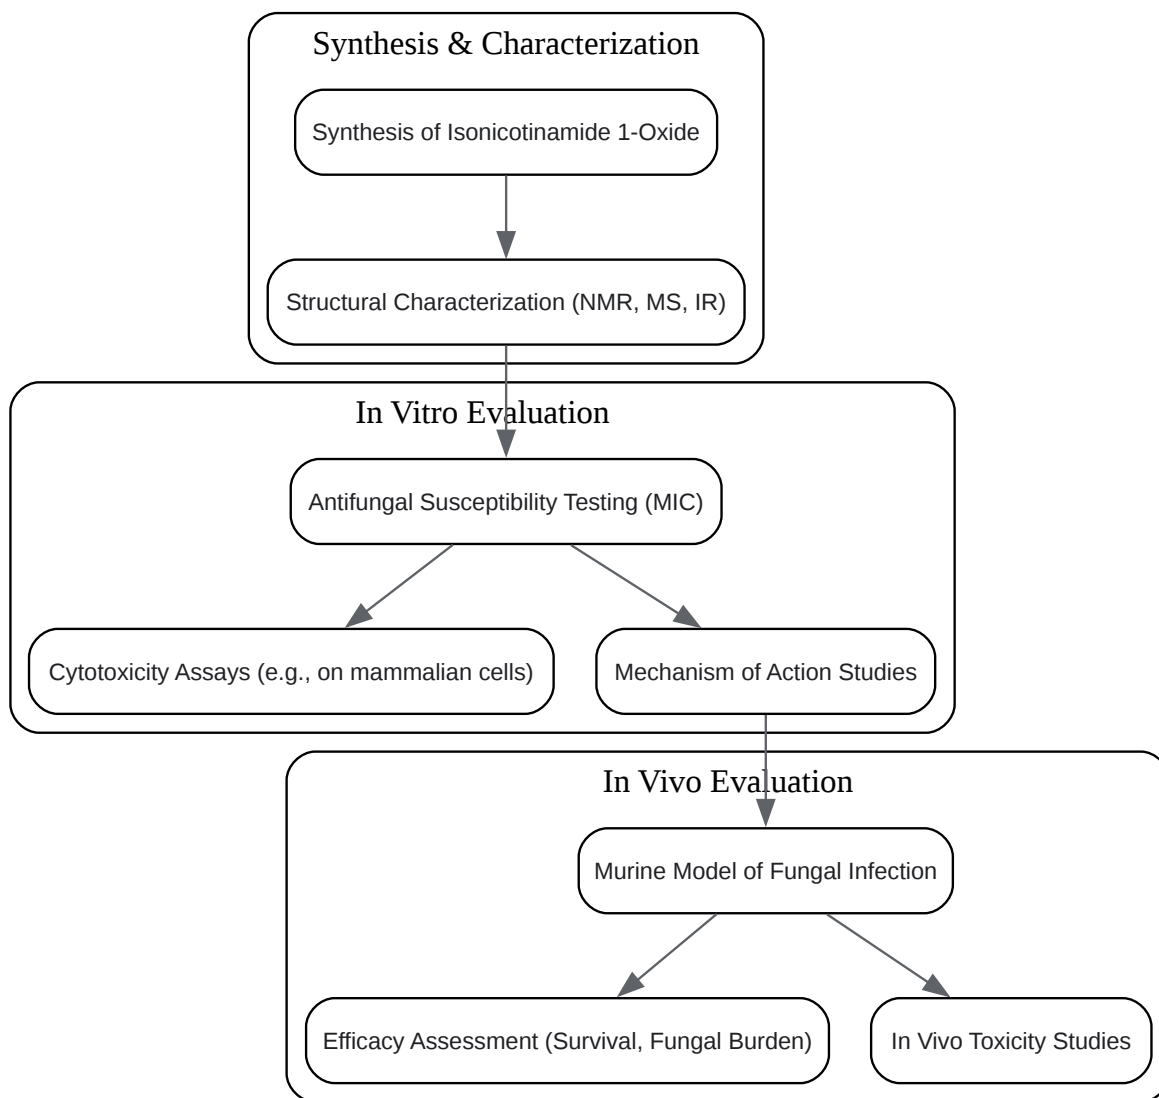 Synthesis & Characterization
Synthesis of Isonicotinamide 1-Oxide
Structural Characterization (NMR, MS, IR)
In Vitro Evaluation
Antifungal Susceptibility Testing (MIC)
Cytotoxicity Assays (e.g., on mammalian cells)
Mechanism of Action Studies
In Vivo Evaluation
Murine Model of Fungal Infection
Efficacy Assessment (Survival, Fungal Burden)
In Vivo Toxicity Studies